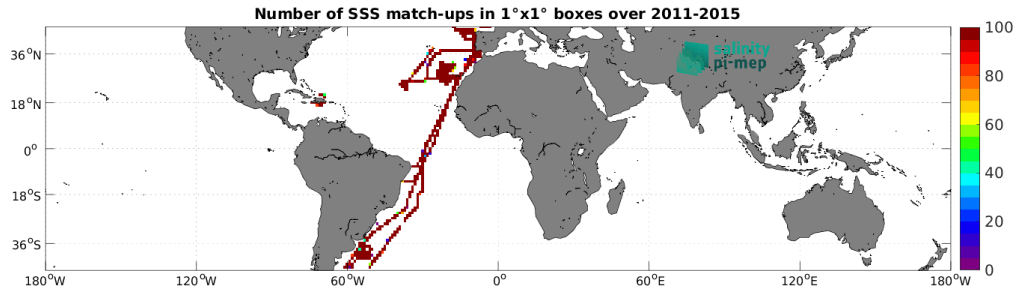 Number of SSS match-ups in 1°x1° boxes over 2011-2015
salinity
pi-mep
36°N
18°N
0°
18°S
36°S
180°W 120°W 60°W 0° 60°E 120°E 180°W
100
80
60
40
20
0